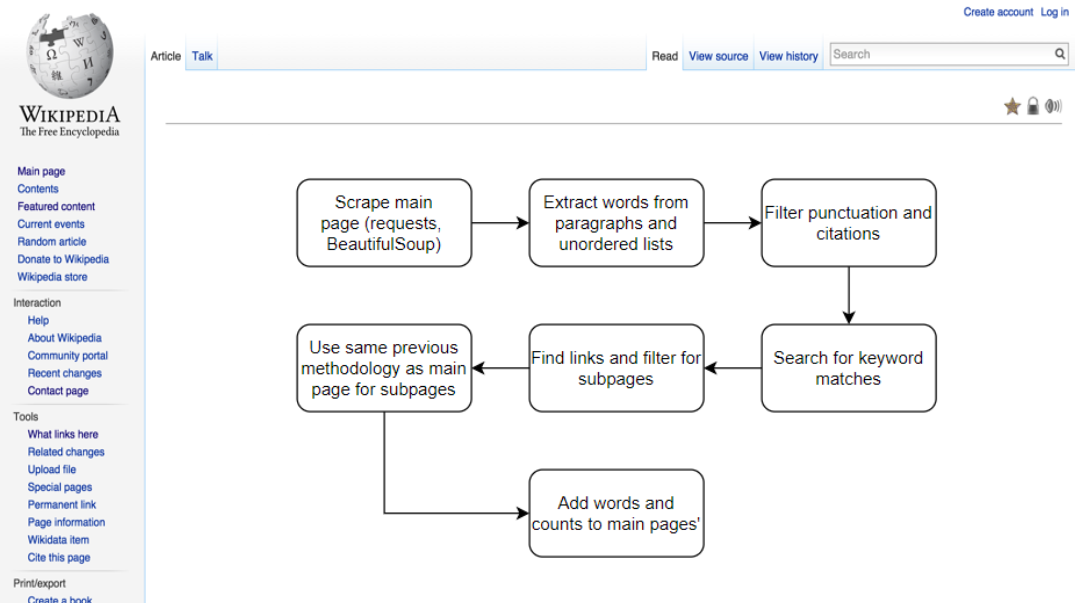 Create account Log in
Article Talk Read View source View history Search
WIKIPEDIA
The Free Encyclopedia
Main page
Contents
Featured content
Current events
Random article
Donate to Wikipedia
Wikipedia store
Interaction
Help
About Wikipedia
Community portal
Recent changes
Contact page
Tools
What links here
Related changes
Upload file
Special pages
Permanent link
Page information
Wikidata item
Cite this page
Print/export
Create a book
Scrape main
page (requests,
BeautifulSoup)
Extract words from
paragraphs and
unordered lists
Filter punctuation and
citations
Search for keyword
matches
Find links and filter for
subpages
Use same previous
methodology as main
page for subpages
Add words and
counts to main pages'